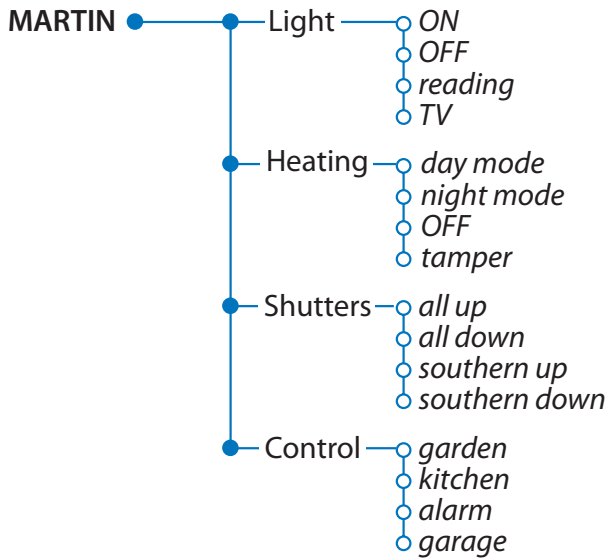 MARTIN Light ON
OFF
reading
TV
Heating day mode
night mode
OFF
tamper
Shutters all up
all down
southern up
southern down
Control garden
kitchen
alarm
garage